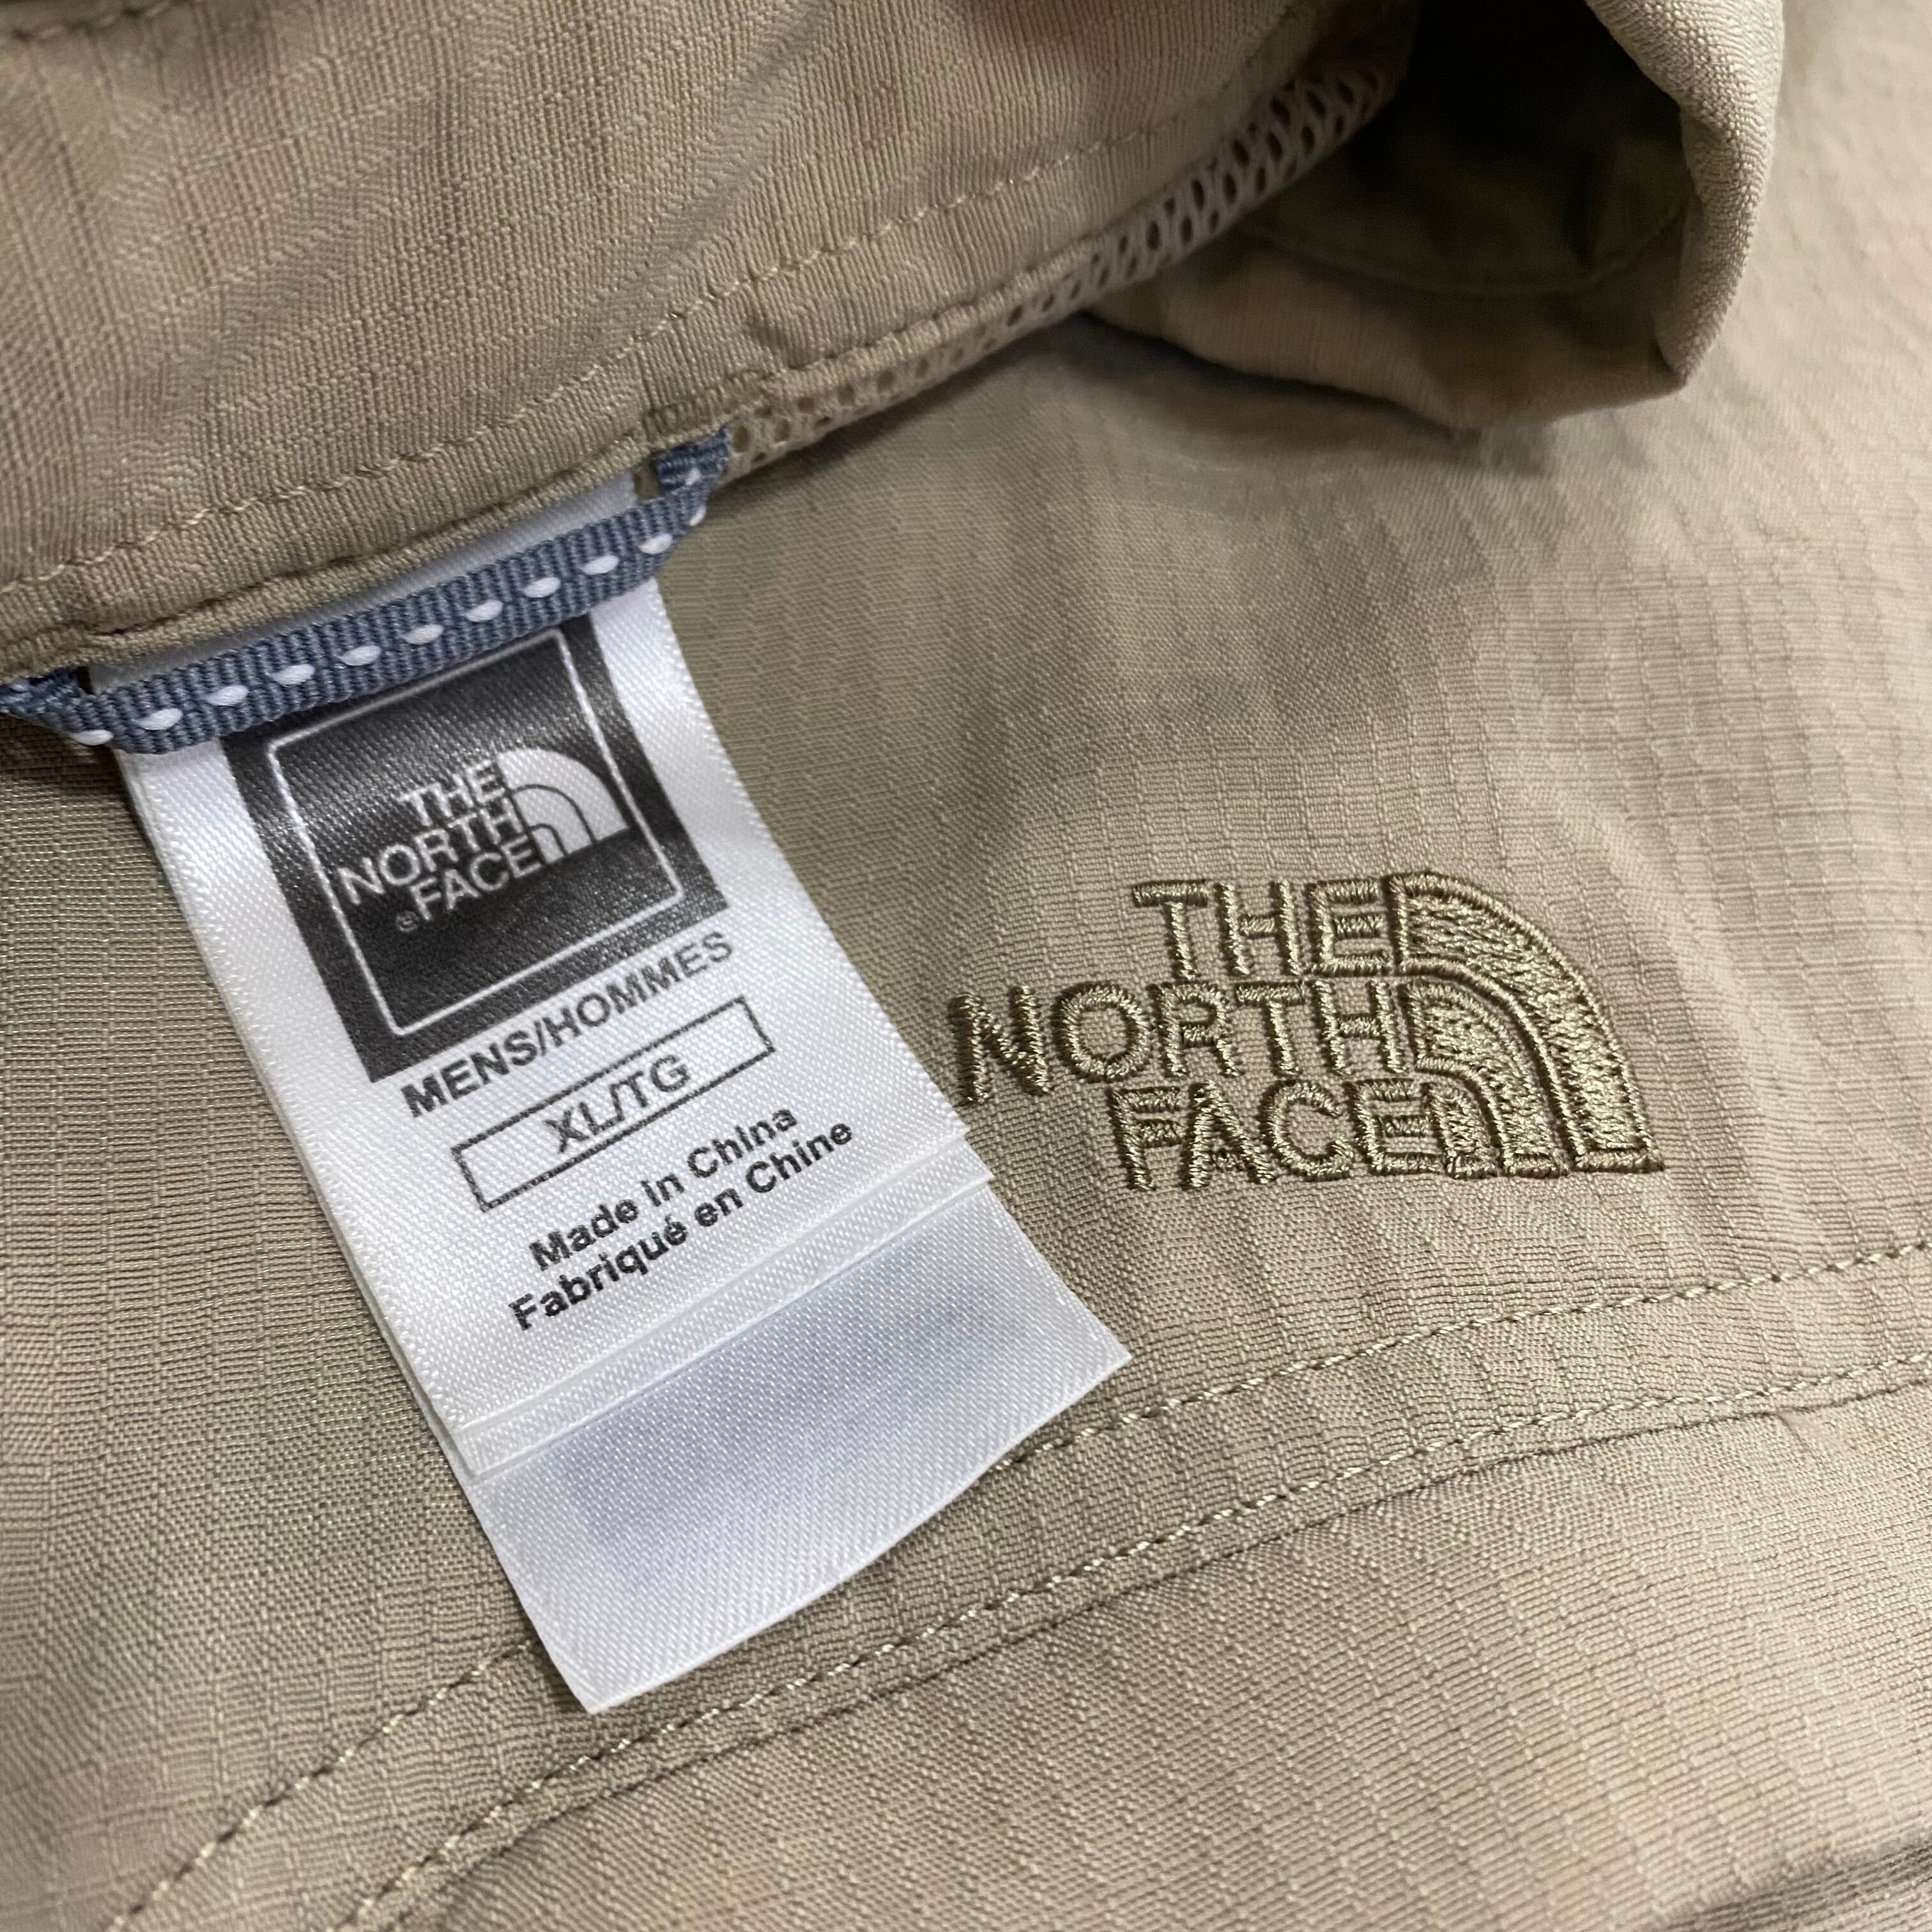 THE
NORTH
FACE
MENS/HOMMES
XL/TG
Made in China
Fabriqué en Chine
THE
NORTH
FACE